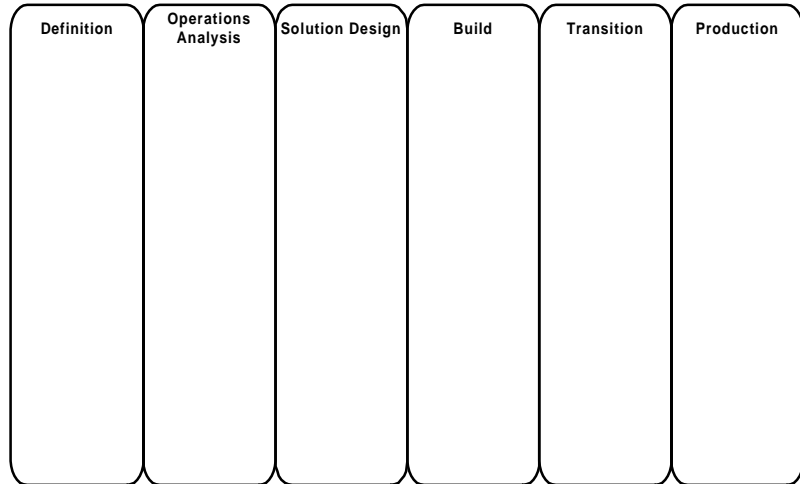 Definition
Operations
Analysis
Solution Design
Build
Transition
Production